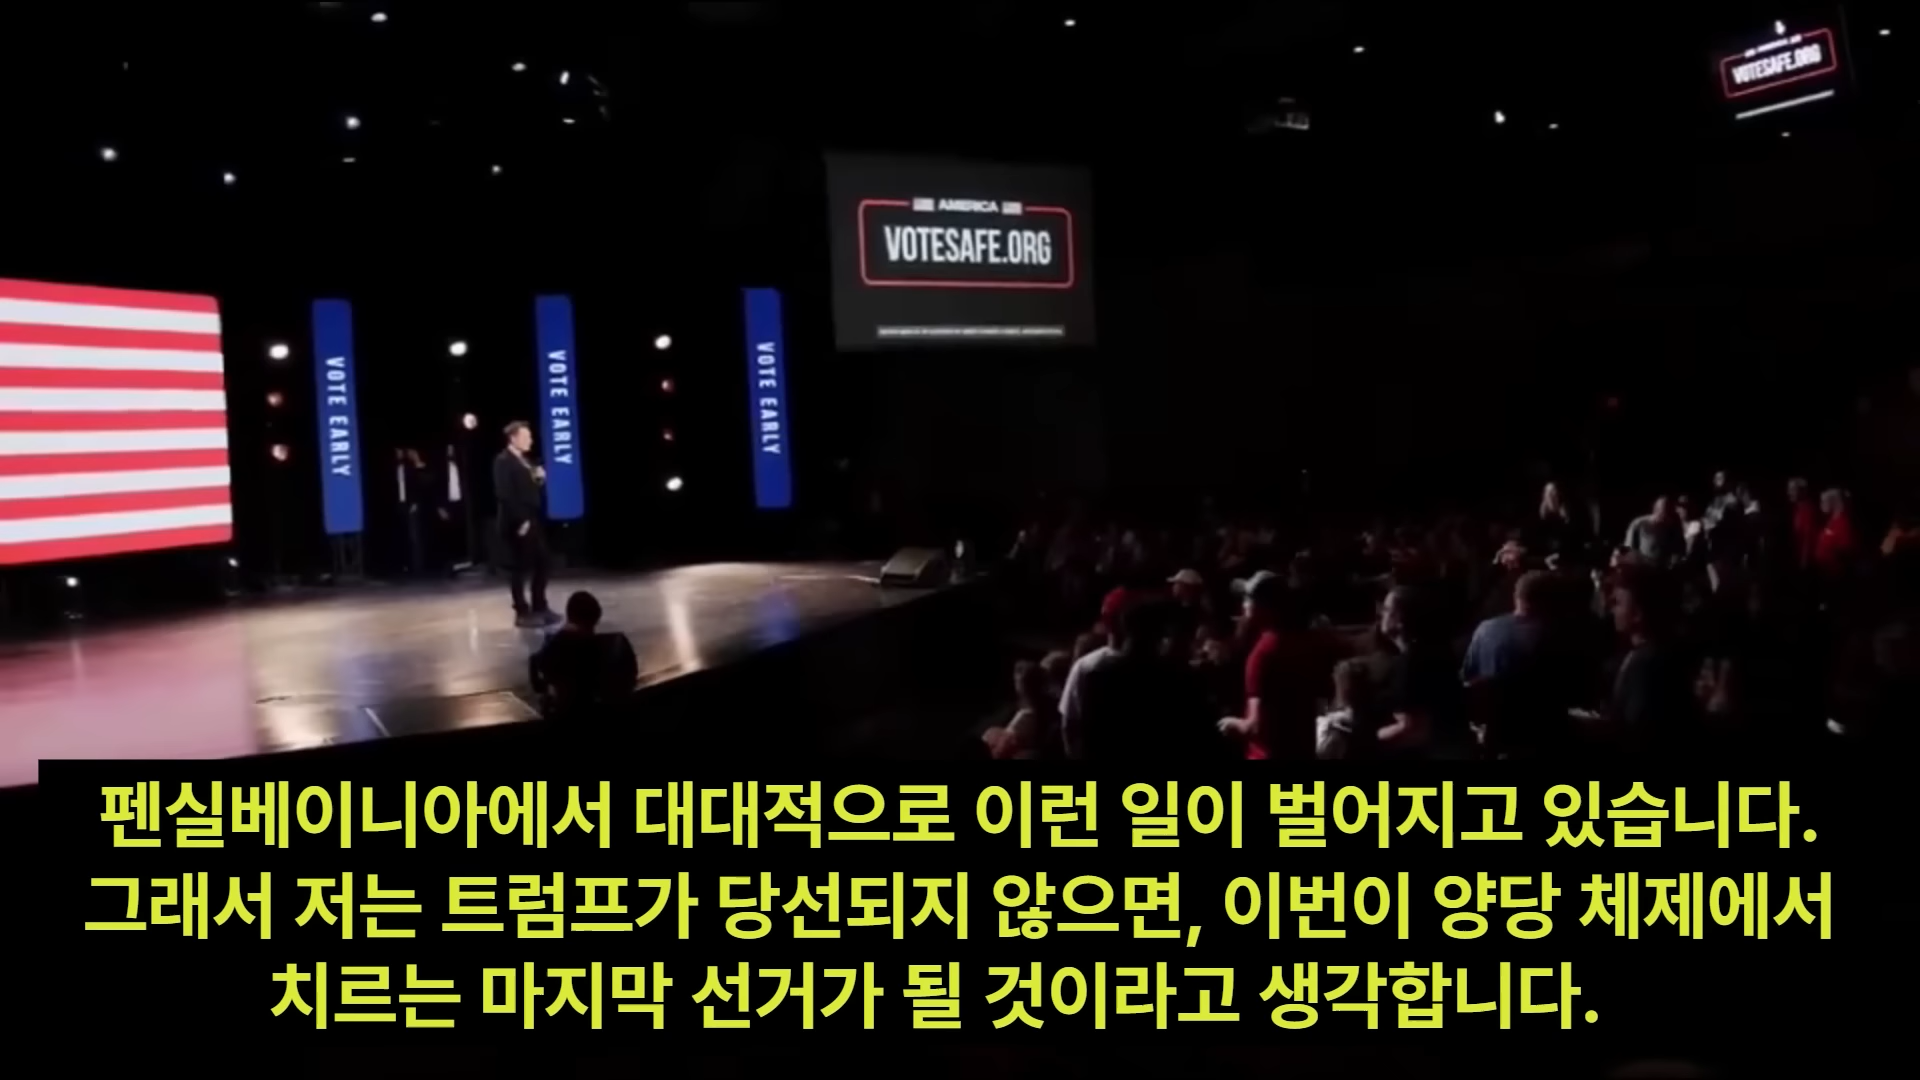 VOTESAFE.ORG
AMERICA
VOTESAFE.ORG
VOTE EARLY
VOTE EARLY
VOTE EARLY
펜실베이니아에서 대대적으로 이런 일이 벌어지고 있습니다.
그래서 저는 트럼프가 당선되지 않으면, 이번이 양당 체제에서
치르는 마지막 선거가 될 것이라고 생각합니다.